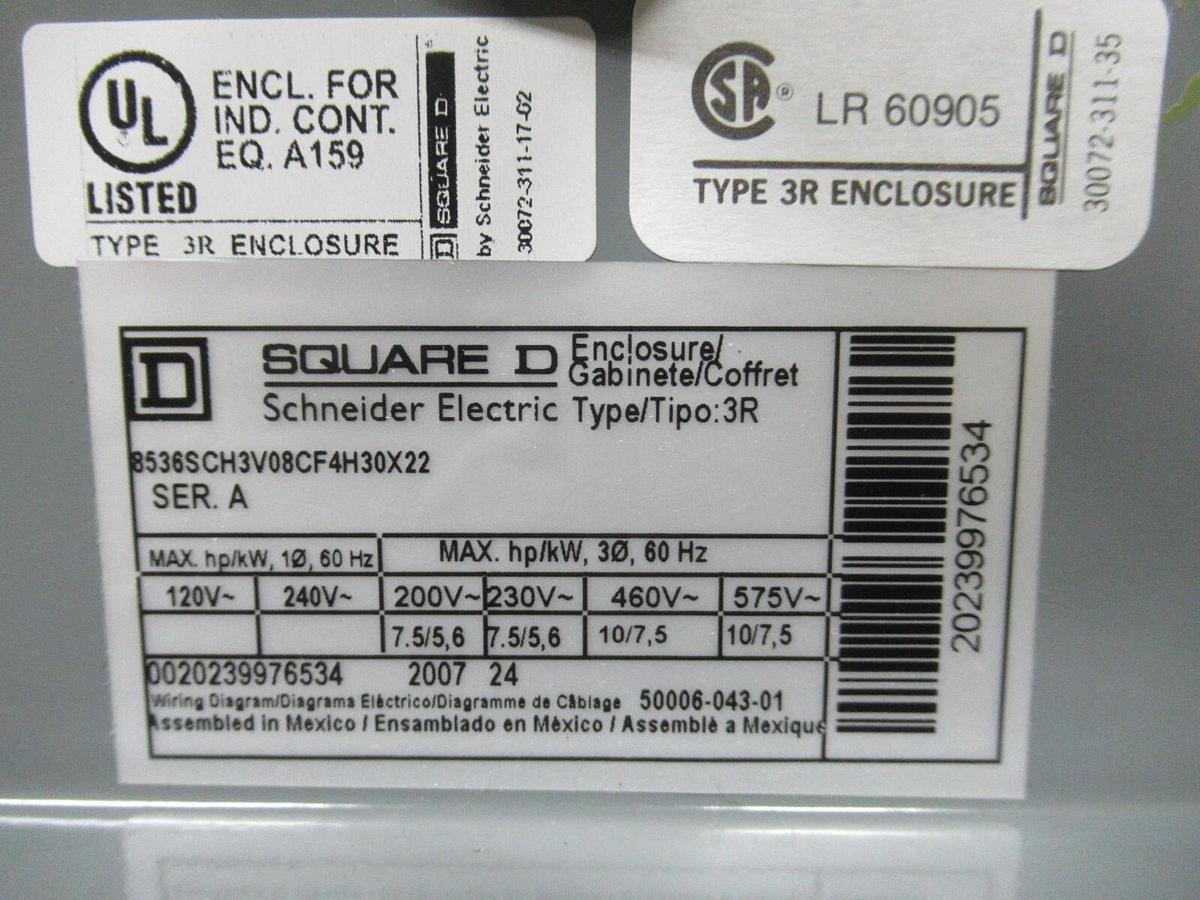 UL
LISTED
ENCL. FOR
IND. CONT.
EQ. A159
TYPE 3R ENCLOSURE
D SQUARE D
by Schneider Electric
30072-311-17-02
SA ® LR 60905
TYPE 3R ENCLOSURE
SQUARE D
30072-311-35
D SQUARE D
Schneider Electric
Enclosure/
Gabinete/Coffret
Type/Tipo:3R
8536SCH3V08CF4H30X22
SER. A
MAX. hp/kW, 1Ø, 60 Hz MAX. hp/kW, 3Ø, 60 Hz
120V~ 240V~ 200V~ 230V~ 460V~ 575V~
7.5/5,6 7.5/5,6 10/7,5 10/7,5
0020239976534 2007 24
Wiring Diagram/Diagrama Eléctrico/Diagramme de Câblage 50006-043-01
Assembled in Mexico / Ensamblado en México / Assemblé a Mexique
20239976534